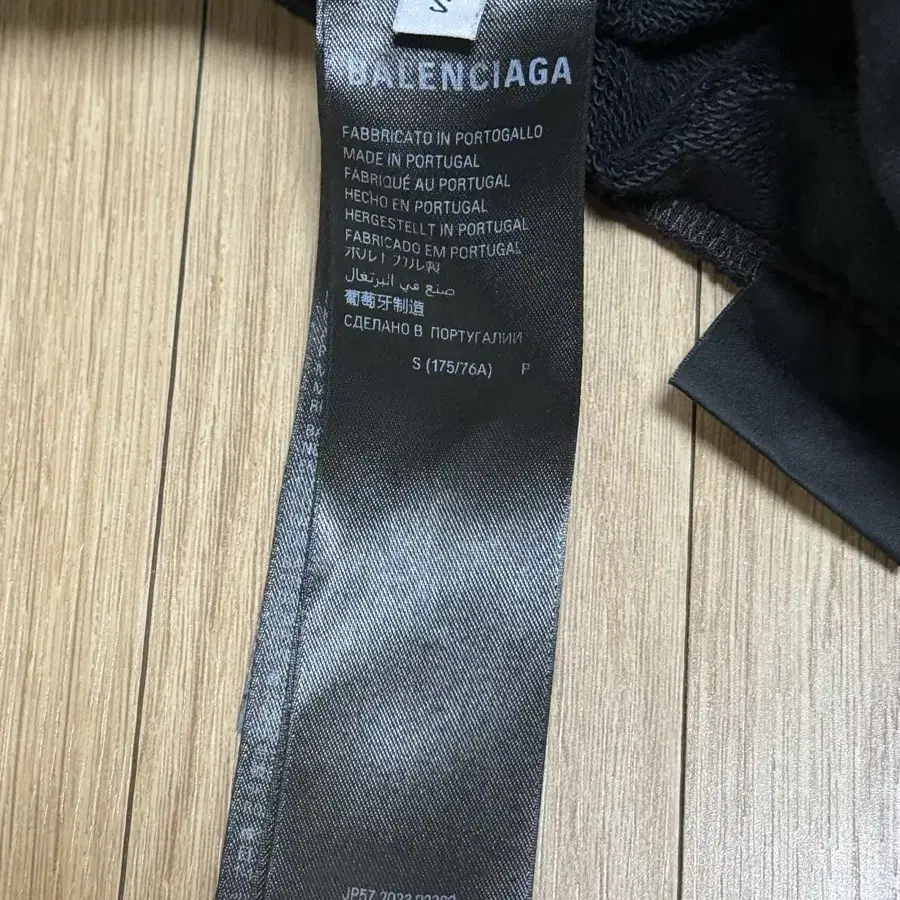 BALENCIAGA
FABBRICATO IN PORTOGALLO
MADE IN PORTUGAL
FABRIQUÉ AU PORTUGAL
HECHO EN PORTUGAL
HERGESTELLT IN PORTUGAL
FABRICADO EM PORTUGAL
ポルトガル製
صنع في البرتغال
葡萄牙制造
СДЕЛАНО В ПОРТУГАЛИИ
S (175/76A) P